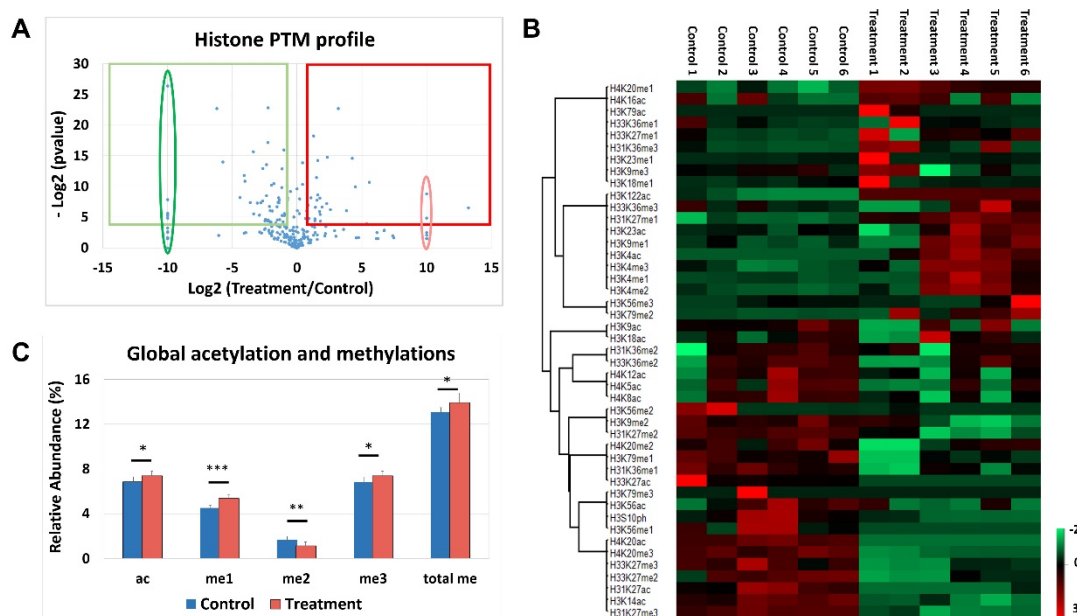 A
Histone PTM profile
30
25
20
15
10
5
0
-15
-10
-5
0
5
10
15
- Log2 (pvalue)
Log2 (Treatment/Control)
B
Control 1
Control 2
Control 3
Control 4
Control 5
Control 6
Treatment 1
Treatment 2
Treatment 3
Treatment 4
Treatment 5
Treatment 6
H4K20me1
H4K16ac
H3K79ac
H33K36me1
H33K27me1
H31K36me3
H3K23me1
H3K9me3
H3K18me1
H3K122ac
H33K36me3
H31K27me1
H3K23ac
H3K9me1
H3K4ac
H3K4me3
H3K4me1
H3K4me2
H3K56me3
H3K79me2
H3K9ac
H3K18ac
H31K36me2
H33K36me2
H4K12ac
H4K5ac
H4K8ac
H3K56me2
H3K9me2
H31K27me2
H4K20me2
H3K79me1
H31K36me1
H33K27ac
H3K79me3
H3K56ac
H3S10ph
H3K56me1
H4K20ac
H4K20me3
H33K27me3
H33K27me2
H31K27ac
H3K14ac
H31K27me3
0
3
C
Global acetylation and methylations
16
12
8
4
0
Relative Abundance (%)
*
***
**
*
*
ac
me1
me2
me3
total me
Control
Treatment